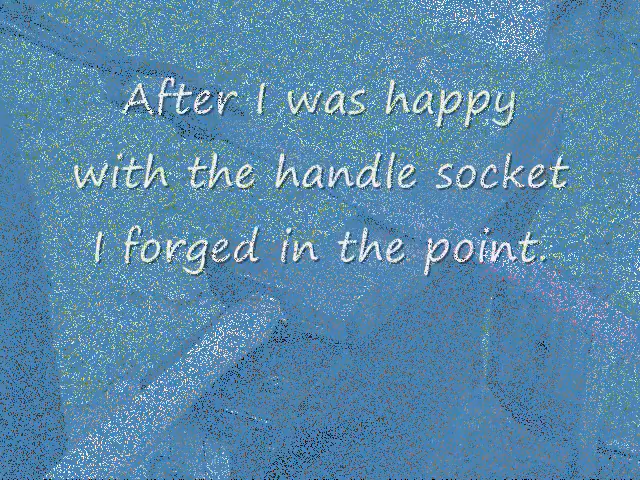 After I was happy
with the handle socket
I forged in the point.